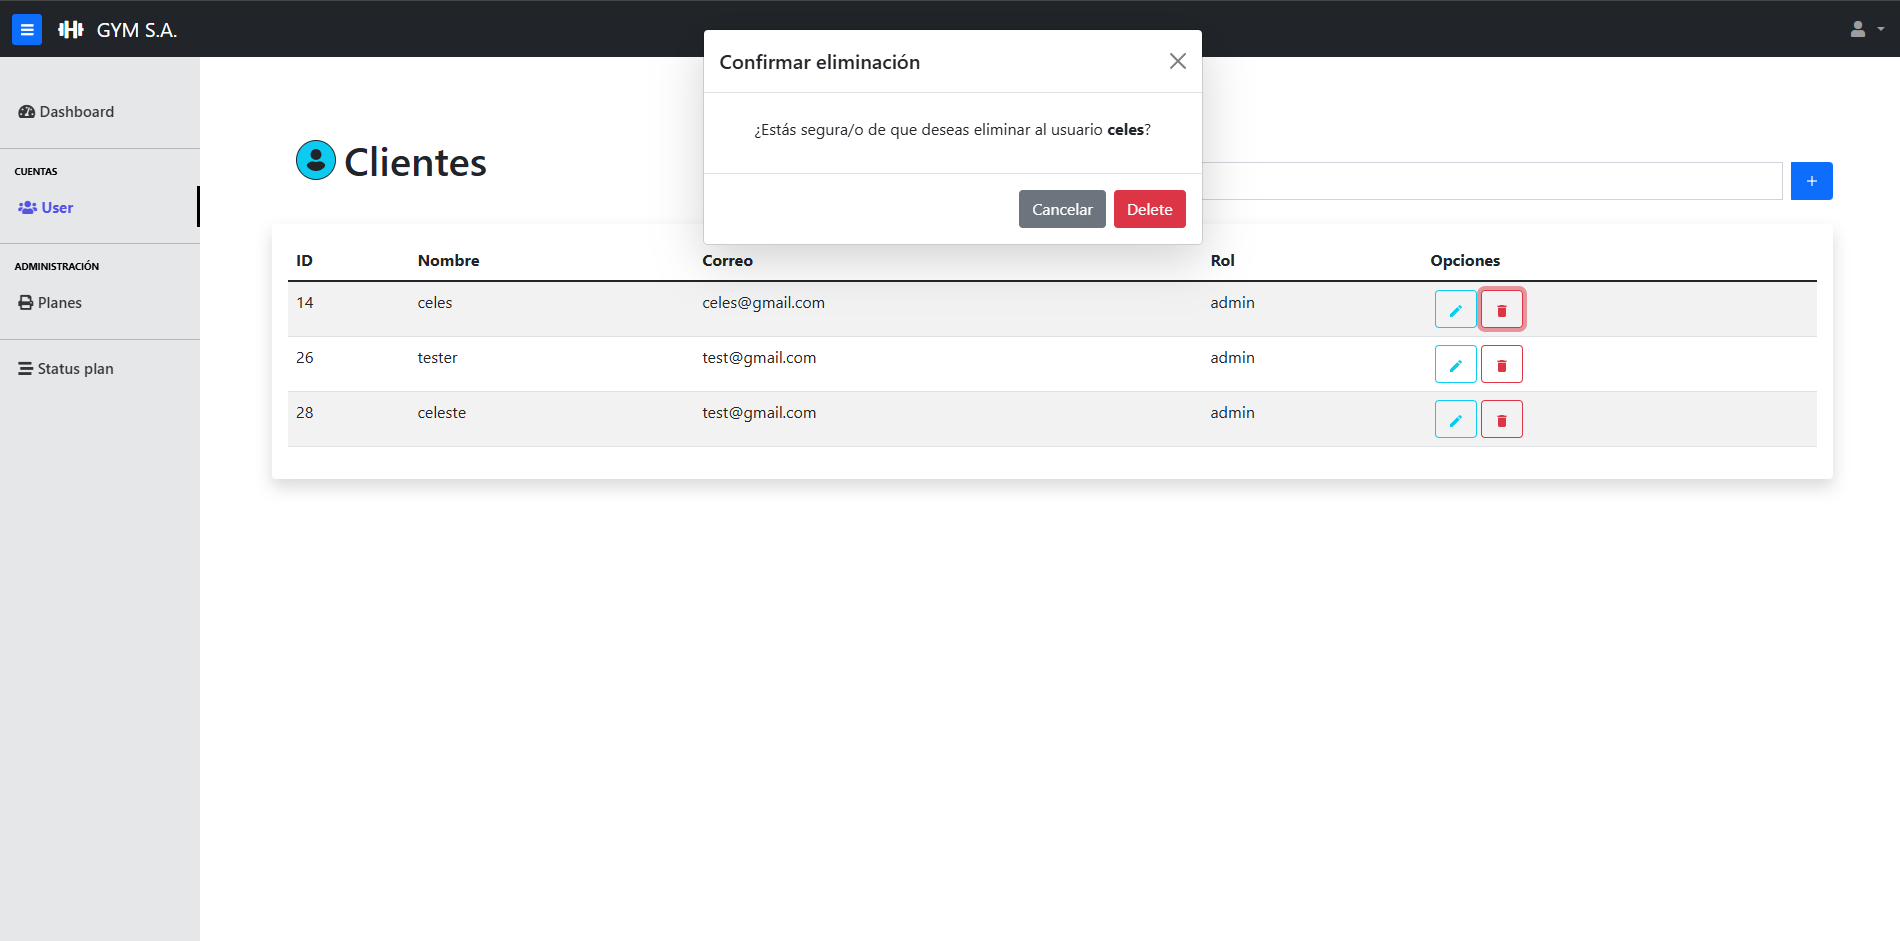 GYM S.A.
Confirmar eliminación
¿Estás segura/o de que deseas eliminar al usuario celes?
Cancelar Delete
Dashboard
CUENTAS
User
ADMINISTRACIÓN
Planes
Status plan
Clientes
ID Nombre Correo Rol Opciones
14 celes celes@gmail.com admin
26 tester test@gmail.com admin
28 celeste test@gmail.com admin